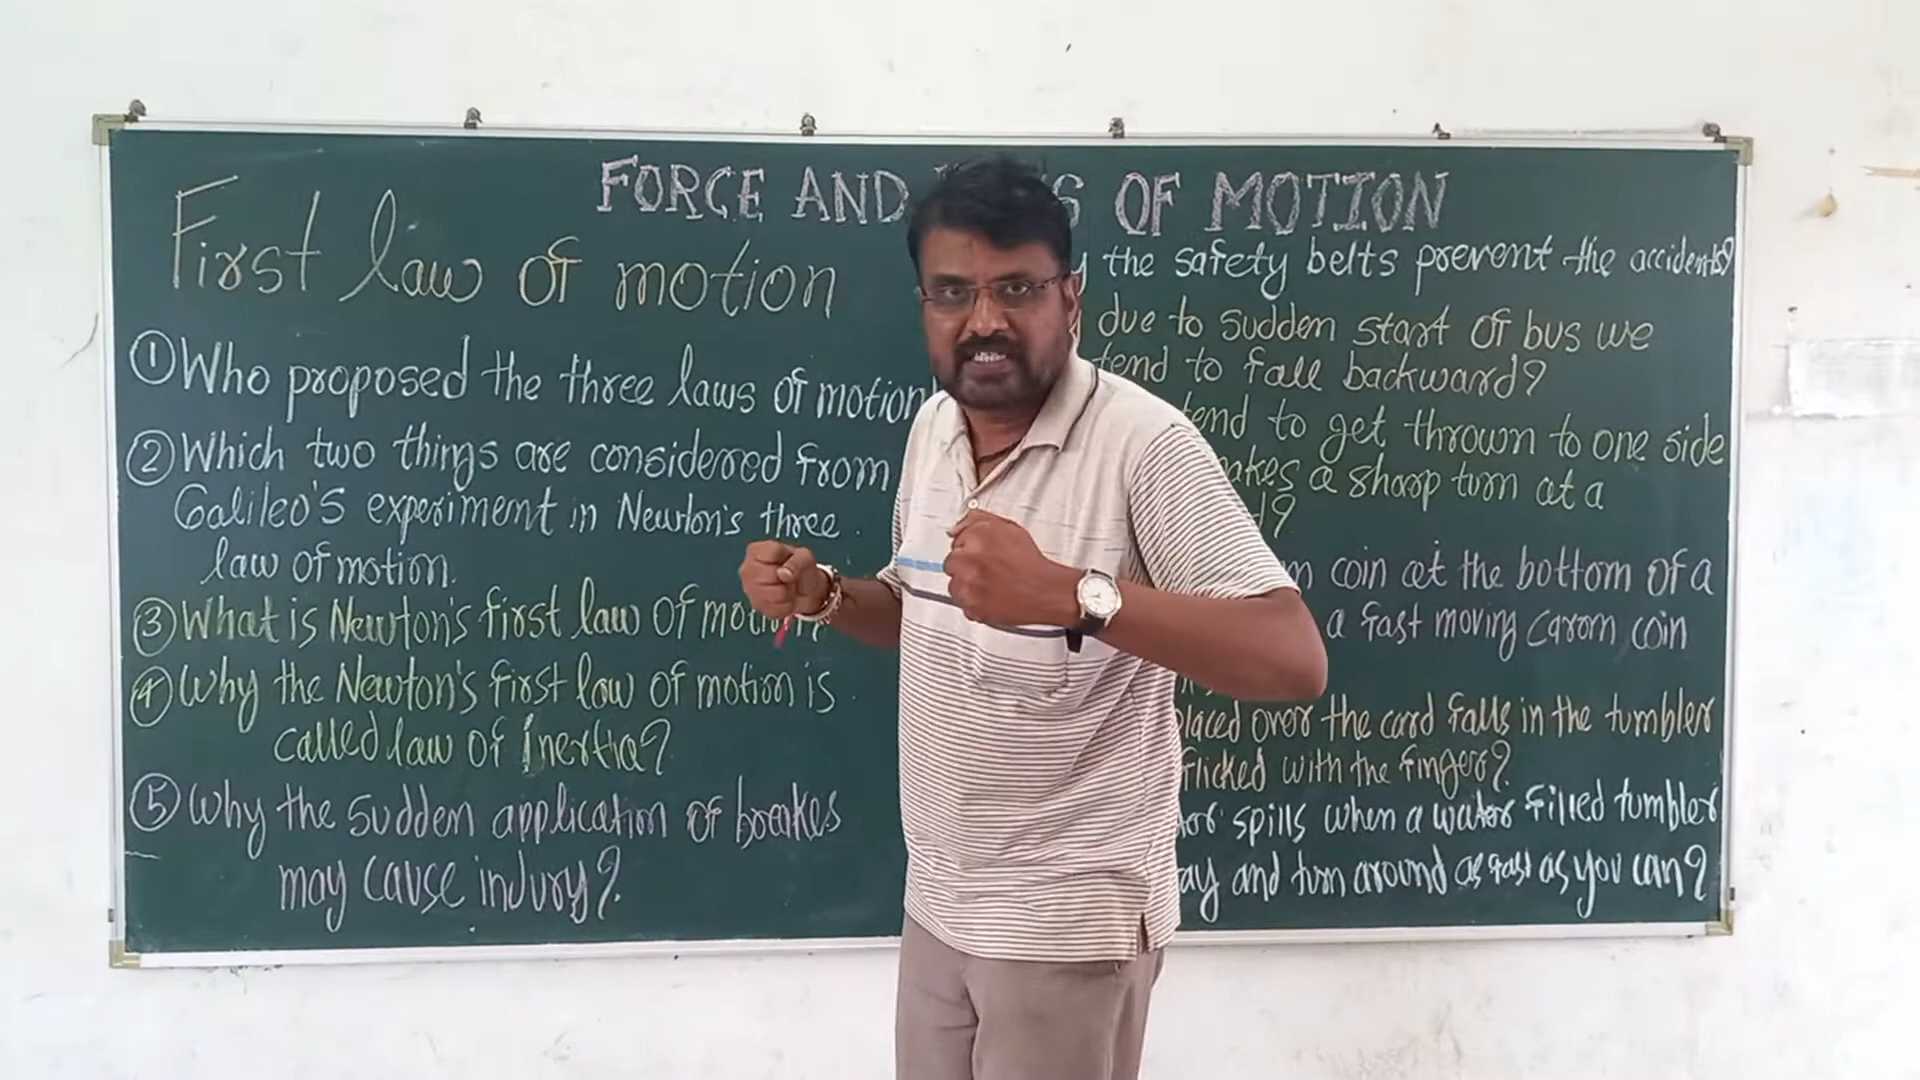 FORCE AND OF MOTION
First law of motion
① Who proposed the three laws of motion
② Which two things are considered from
Galileo's experiment in Newton's three
law of motion.
③ What is Newton's first law of
④ Why the Newton's first law of motion is
called law of inertia?
⑤ Why the sudden application of breakes
may cause injury?
the safety belts prevent the accidents?
due to sudden start of bus we
tend to fall backward?
tend to get thrown to one side
a sharp turn at a
coin at the bottom of a
a fast moving carom coin
placed over the card falls in the tumbler
flicked with the finger?
spills when a water filled tumbler
and turn around as fast as you can?